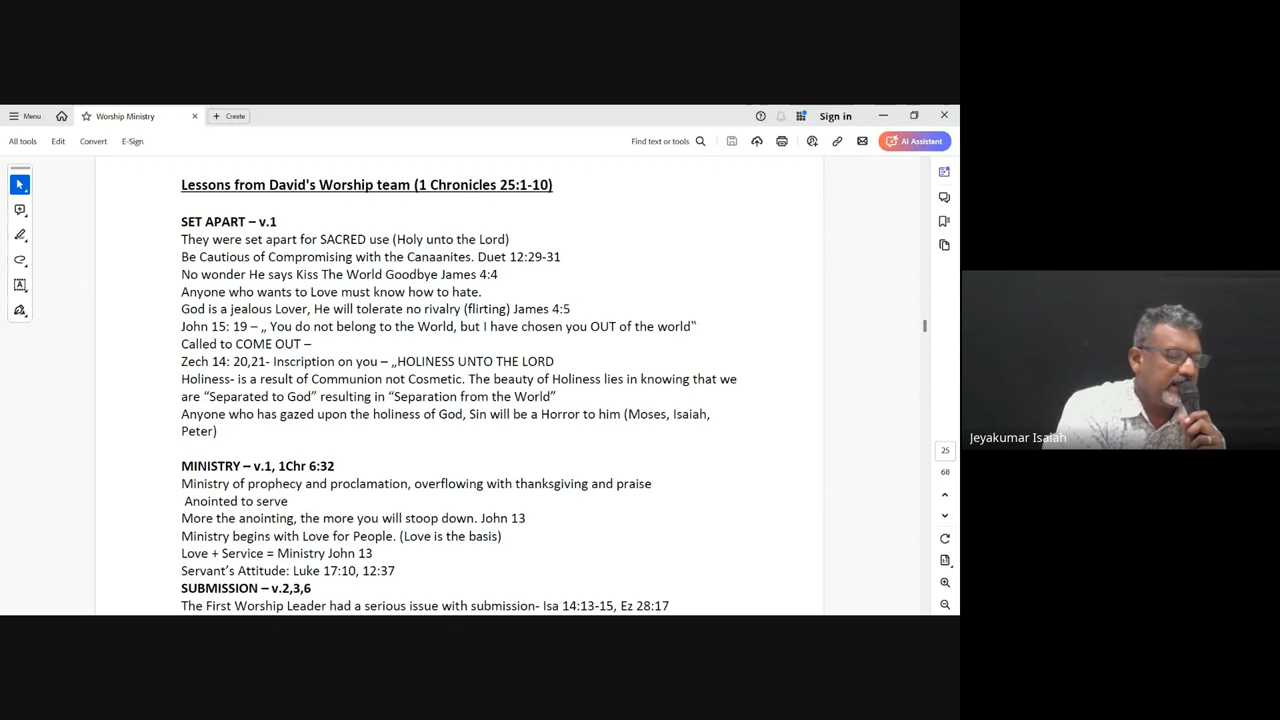 Menu
Worship Ministry
Create
Sign in
All tools
Edit
Convert
E-Sign
Find text or tools
AI Assistant
Lessons from David's Worship team (1 Chronicles 25:1-10)
SET APART – v.1
They were set apart for SACRED use (Holy unto the Lord)
Be Cautious of Compromising with the Canaanites. Duet 12:29-31
No wonder He says Kiss The World Goodbye James 4:4
Anyone who wants to Love must know how to hate.
God is a jealous Lover, He will tolerate no rivalry (flirting) James 4:5
John 15: 19 – „ You do not belong to the World, but I have chosen you OUT of the world‟
Called to COME OUT –
Zech 14: 20,21- Inscription on you – „HOLINESS UNTO THE LORD
Holiness- is a result of Communion not Cosmetic. The beauty of Holiness lies in knowing that we
are “Separated to God” resulting in “Separation from the World”
Anyone who has gazed upon the holiness of God, Sin will be a Horror to him (Moses, Isaiah,
Peter)
MINISTRY – v.1, 1Chr 6:32
Ministry of prophecy and proclamation, overflowing with thanksgiving and praise
Anointed to serve
More the anointing, the more you will stoop down. John 13
Ministry begins with Love for People. (Love is the basis)
Love + Service = Ministry John 13
Servant’s Attitude: Luke 17:10, 12:37
SUBMISSION – v.2,3,6
The First Worship Leader had a serious issue with submission- Isa 14:13-15, Ez 28:17
25
68
Jeyakumar Isaiah